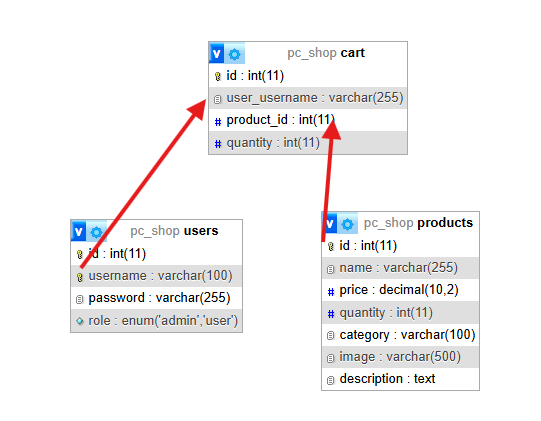 pc_shop cart
id : int(11)
user_username : varchar(255)
product_id : int(11)
quantity : int(11)
pc_shop users
id : int(11)
username : varchar(100)
password : varchar(255)
role : enum('admin','user')
pc_shop products
id : int(11)
name : varchar(255)
price : decimal(10,2)
quantity : int(11)
category : varchar(100)
image : varchar(500)
description : text